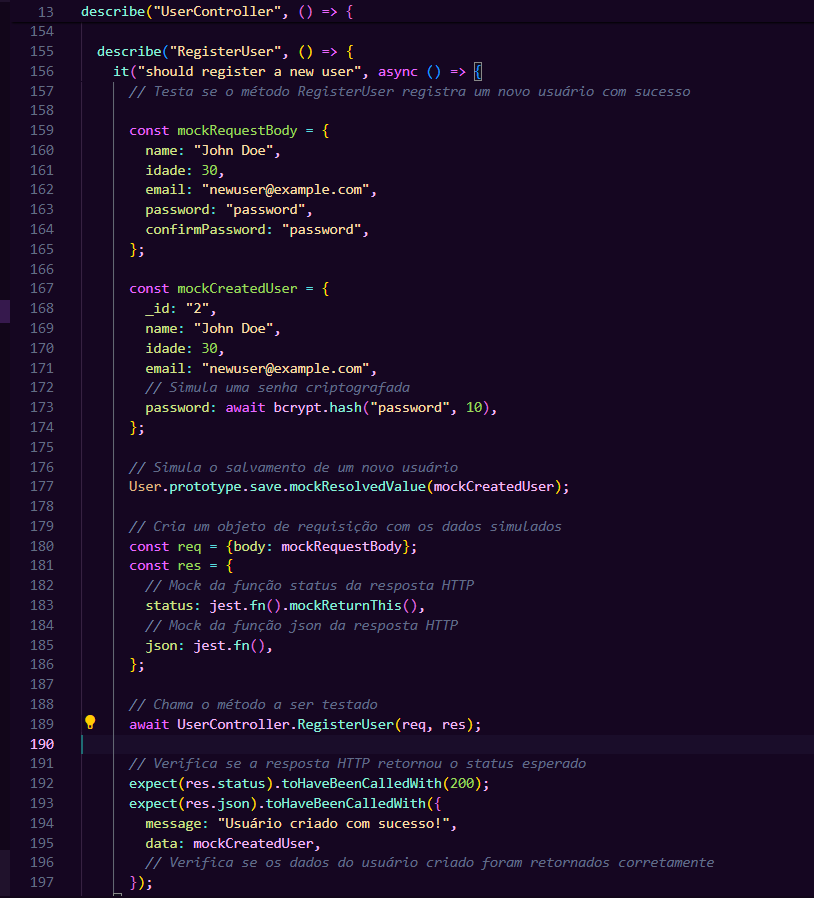 13 describe("UserController", () => {
154
155 describe("RegisterUser", () => {
156 it("should register a new user", async () => {
157 // Testa se o método RegisterUser registra um novo usuário com sucesso
158
159 const mockRequestBody = {
160 name: "John Doe",
161 idade: 30,
162 email: "newuser@example.com",
163 password: "password",
164 confirmPassword: "password",
165 };
166
167 const mockCreatedUser = {
168 _id: "2",
169 name: "John Doe",
170 idade: 30,
171 email: "newuser@example.com",
172 // Simula uma senha criptografada
173 password: await bcrypt.hash("password", 10),
174 };
175
176 // Simula o salvamento de um novo usuário
177 User.prototype.save.mockResolvedValue(mockCreatedUser);
178
179 // Cria um objeto de requisição com os dados simulados
180 const req = {body: mockRequestBody};
181 const res = {
182 // Mock da função status da resposta HTTP
183 status: jest.fn().mockReturnThis(),
184 // Mock da função json da resposta HTTP
185 json: jest.fn(),
186 };
187
188 // Chama o método a ser testado
189 await UserController.RegisterUser(req, res);
190
191 // Verifica se a resposta HTTP retornou o status esperado
192 expect(res.status).toHaveBeenCalledWith(200);
193 expect(res.json).toHaveBeenCalledWith({
194 message: "Usuário criado com sucesso!",
195 data: mockCreatedUser,
196 // Verifica se os dados do usuário criado foram retornados corretamente
197 });